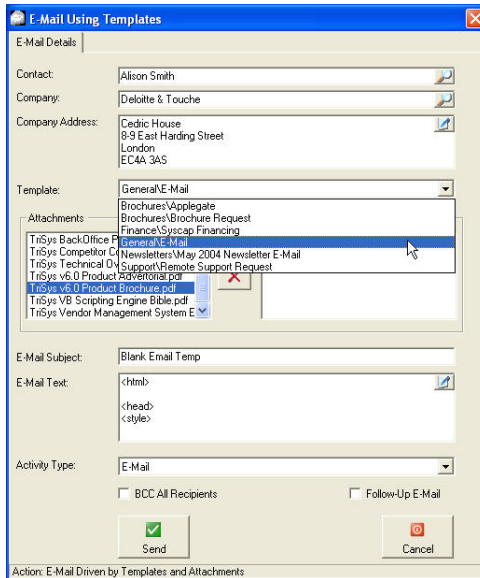 E-Mail Using Templates
E-Mail Details
Contact:
Alison Smith
Company:
Deloitte & Touche
Company Address:
Cedric House
8-9 East Harding Street
London
EC4A 3AS
Template:
General\E-Mail
Brochures\Applegate
Brochures\Brochure Request
Finance\Syscap Financing
General\E-Mail
Newsletters\May 2004 Newsletter E-Mail
Support\Remote Support Request
Attachments
TriSys BackOffice P
TriSys Competitor Co
TriSys Technical Ov
TriSys v6.0 Product Advertorial.pdf
TriSys v6.0 Product Brochure.pdf
TriSys VB Scripting Engine Bible.pdf
TriSys Vendor Management System E
E-Mail Subject:
Blank Email Temp
E-Mail Text:
<html>
<head>
<style>
Activity Type:
E-Mail
BCC All Recipients
Follow-Up E-Mail
Send
Cancel
Action: E-Mail Driven by Templates and Attachments